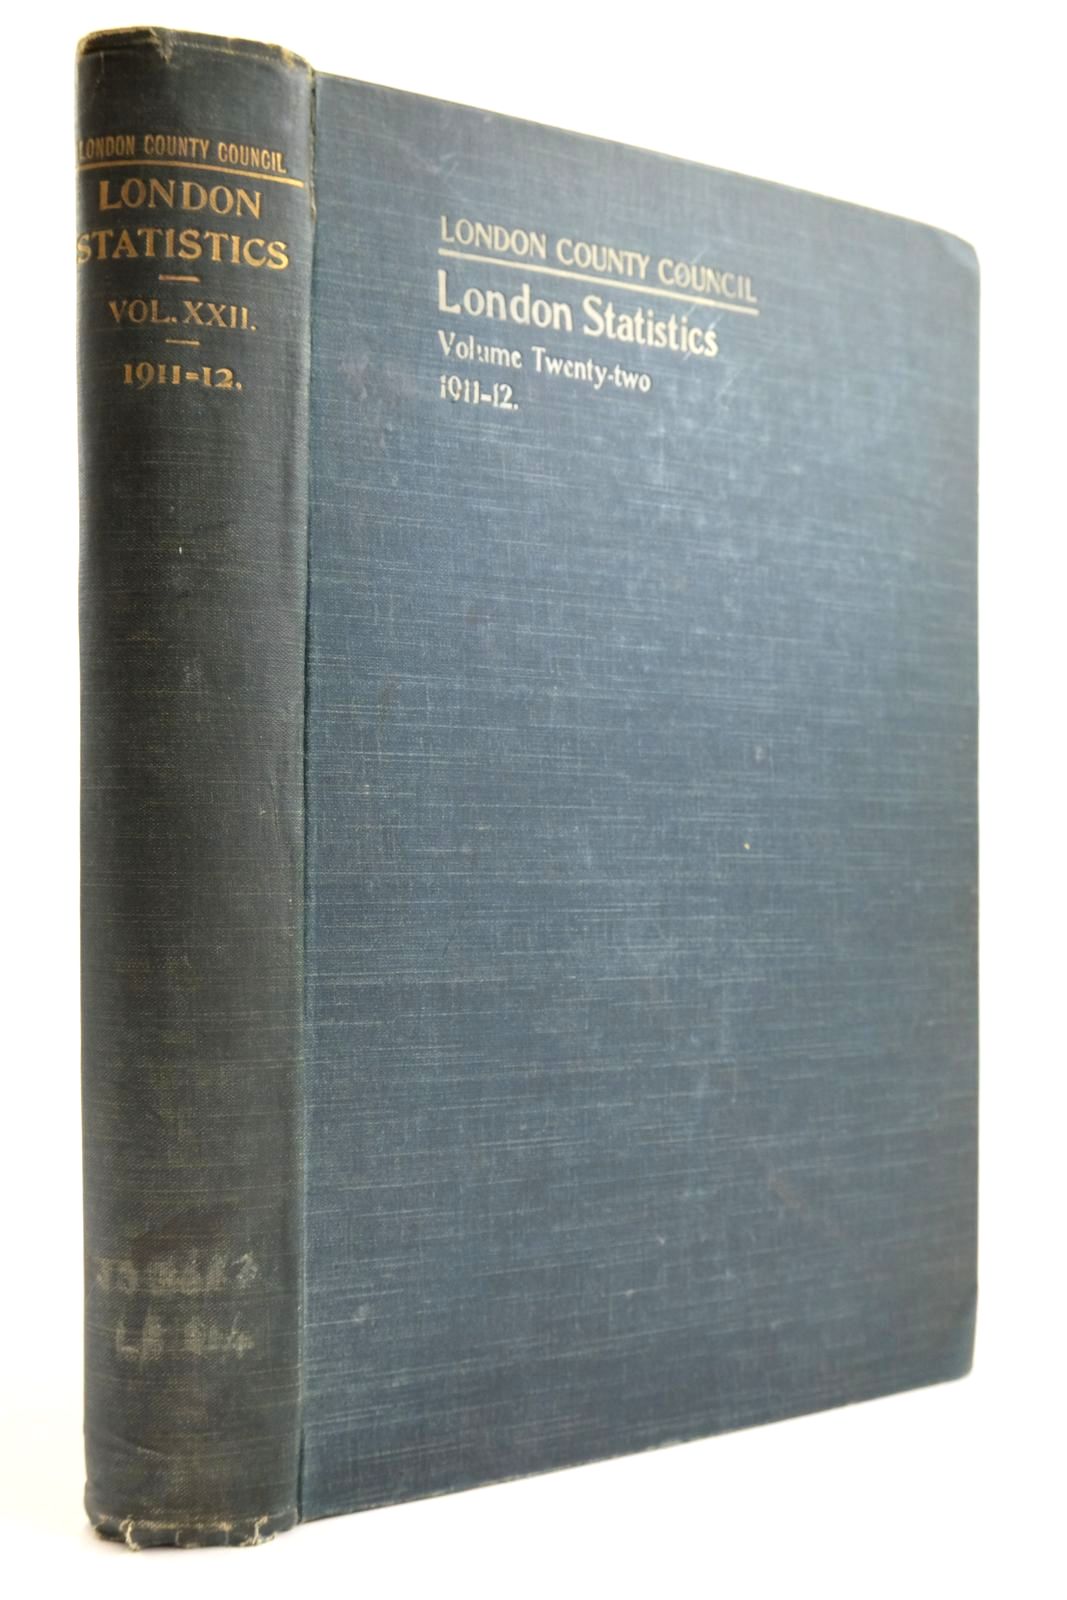 LONDON COUNTY COUNCIL
LONDON
STATISTICS
VOL. XXII.
1911-12.
LONDON COUNTY COUNCIL
London Statistics
Volume Twenty-two
1911-12.